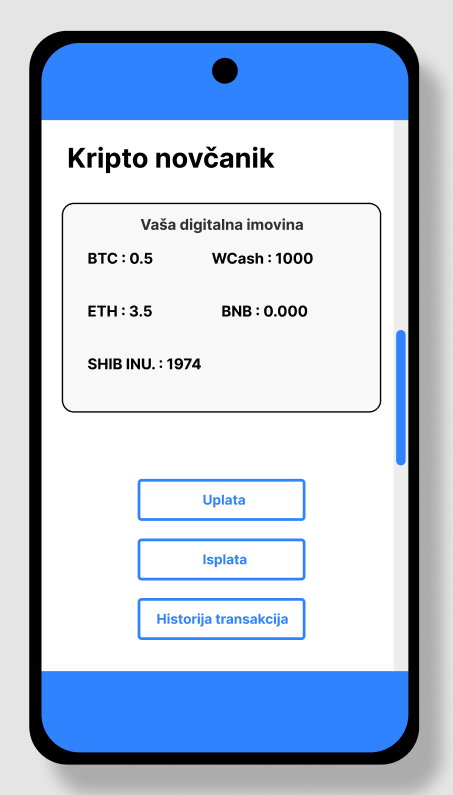 Kripto novčanik
Vaša digitalna imovina
BTC : 0.5 WCash : 1000
ETH : 3.5 BNB : 0.000
SHIB INU. : 1974
Uplata
Isplata
Historija transakcija